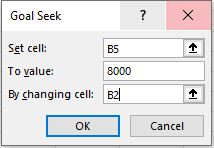 Goal Seek ? ×
Set cell: B5
To value: 8000
By changing cell: B2
OK Cancel